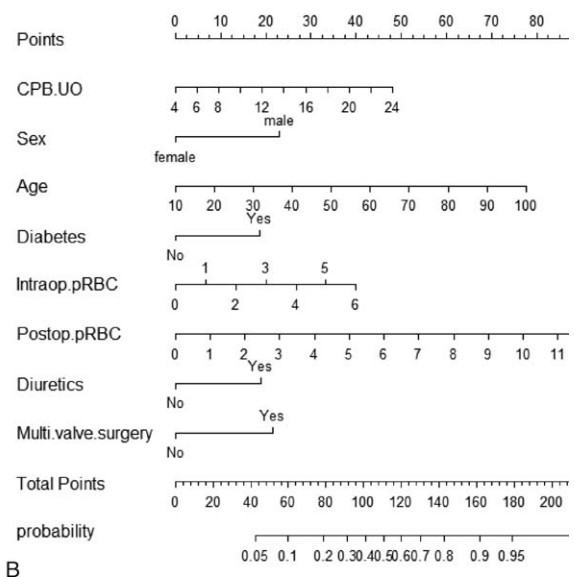 Points
0 10 20 30 40 50 60 70 80
CPB.UO
4 6 8 12 16 20 24
male
Sex
female
Age
10 20 30 40 50 60 70 80 90 100
Yes
Diabetes
No
1 3 5
Intraop.pRBC
0 2 4 6
Postop.pRBC
0 1 2 3 4 5 6 7 8 9 10 11
Yes
Diuretics
No
Yes
Multi.valve.surgery
No
Total Points
0 20 40 60 80 100 120 140 160 180 200
probability
0.05 0.1 0.2 0.3 0.4 0.5 0.6 0.7 0.8 0.9 0.95
B